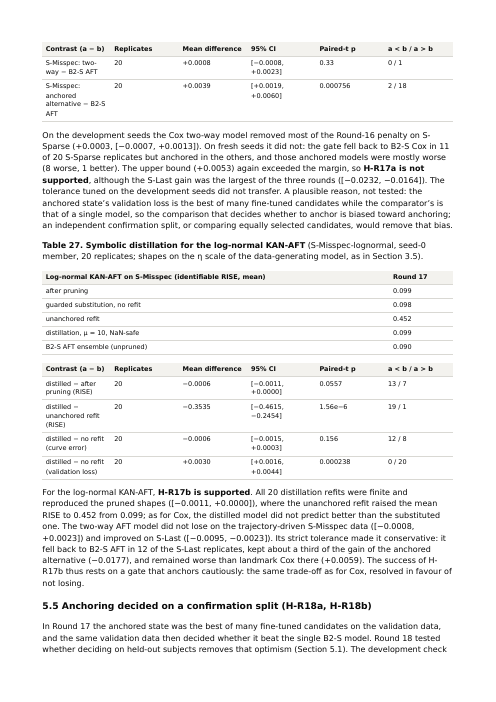 Contrast (a − b) Replicates Mean difference 95% CI Paired-t p a < b / a > b
S-Misspec: two- 20 +0.0008 [−0.0008, 0.33 0 / 1
way − B2-S AFT +0.0023]
S-Misspec: 20 +0.0039 [+0.0019, 0.000756 2 / 18
anchored +0.0060]
alternative − B2-S
AFT
On the development seeds the Cox two-way model removed most of the Round-16 penalty on S-
Sparse (+0.0003, [−0.0007, +0.0013]). On fresh seeds it did not: the gate fell back to B2-S Cox in 11
of 20 S-Sparse replicates but anchored in the others, and those anchored models were mostly worse
(8 worse, 1 better). The upper bound (+0.0053) again exceeded the margin, so H-R17a is not
supported, although the S-Last gain was the largest of the three rounds ([−0.0232, −0.0164]). The
tolerance tuned on the development seeds did not transfer. A plausible reason, not tested: the
anchored state’s validation loss is the best of many fine-tuned candidates while the comparator’s is
that of a single model, so the comparison that decides whether to anchor is biased toward anchoring;
an independent confirmation split, or comparing equally selected candidates, would remove that bias.
Table 27. Symbolic distillation for the log-normal KAN-AFT (S-Misspec-lognormal, seed-0
member, 20 replicates; shapes on the η scale of the data-generating model, as in Section 3.5).
Log-normal KAN-AFT on S-Misspec (identifiable RISE, mean) Round 17
after pruning 0.099
guarded substitution, no refit 0.098
unanchored refit 0.452
distillation, μ = 10, NaN-safe 0.099
B2-S AFT ensemble (unpruned) 0.090
Contrast (a − b) Replicates Mean difference 95% CI Paired-t p a < b / a > b
distilled − after 20 −0.0006 [−0.0011, 0.0557 13 / 7
pruning (RISE) +0.0000]
distilled − 20 −0.3535 [−0.4615, 1.56e−6 19 / 1
unanchored refit −0.2454]
(RISE)
distilled − no refit 20 −0.0006 [−0.0015, 0.156 12 / 8
(curve error) +0.0003]
distilled − no refit 20 +0.0030 [+0.0016, 0.000238 0 / 20
(validation loss) +0.0044]
For the log-normal KAN-AFT, H-R17b is supported. All 20 distillation refits were finite and
reproduced the pruned shapes ([−0.0011, +0.0000]), where the unanchored refit raised the mean
RISE to 0.452 from 0.099; as for Cox, the distilled model did not predict better than the substituted
one. The two-way AFT model did not lose on the trajectory-driven S-Misspec data ([−0.0008,
+0.0023]) and improved on S-Last ([−0.0095, −0.0023]). Its strict tolerance made it conservative: it
fell back to B2-S AFT in 12 of the S-Last replicates, kept about a third of the gain of the anchored
alternative (−0.0177), and remained worse than landmark Cox there (+0.0059). The success of H-
R17b thus rests on a gate that anchors cautiously: the same trade-off as for Cox, resolved in favour of
not losing.
5.5 Anchoring decided on a confirmation split (H-R18a, H-R18b)
In Round 17 the anchored state was the best of many fine-tuned candidates on the validation data,
and the same validation data then decided whether it beat the single B2-S model. Round 18 tested
whether deciding on held-out subjects removes that optimism (Section 5.1). The development check